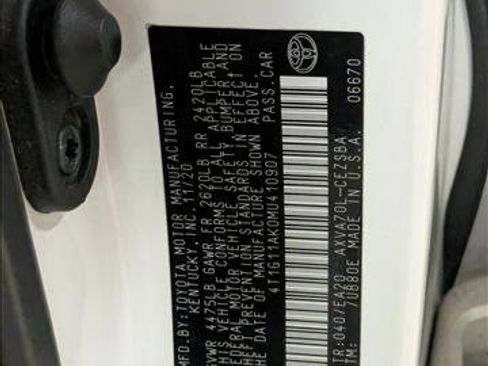 MFD.BY:TOYOTA MOTOR MANUFACTURING,
KENTUCKY, INC. 11/20
GVWR 4475LB GAWR FR 2620LB RR 2420LB
THIS VEHICLE CONFORMS TO ALL APPLICABLE
FEDERAL MOTOR VEHICLE SAFETY, BUMPER, AND
THEFT PREVENTION STANDARDS IN EFFECT ON
THE DATE OF MANUFACTURE SHOWN ABOVE.
4T1G11AK0MU410907 PASS.CAR
C/TR:040/EA20 AXVA70L-CEZSBA 06670
A/TM: /UB80E MADE IN U.S.A.